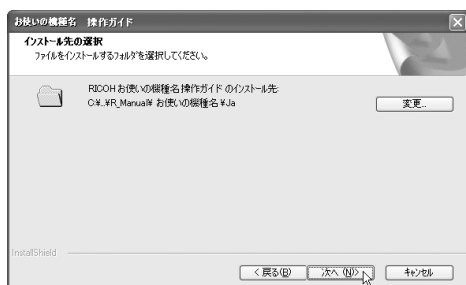 お使いの機種名 操作ガイド
インストール先の選択
ファイルをインストールするフォルダを選択してください。
RICOH お使いの機種名 操作ガイド のインストール先:
C:¥..¥R_Manual¥ お使いの機種名 ¥Ja
変更...
InstallShield
< 戻る(B)
次へ (N)>
キャンセル